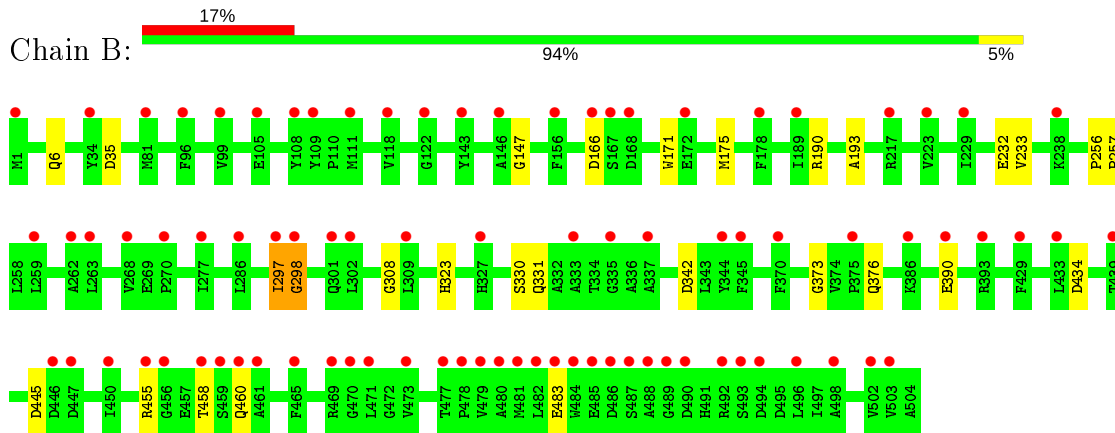 17%
Chain B:
94% 5%
M1 Q6 Y34 D35 M81 F96 V99 E105 Y108 Y109 P110 M111 V118 G122 Y143 A146 G147 F156 D166 S167 D168 W171 E172 M175 F178 I189 R190 A193 R217 V223 I229 E232 V233 K238 P256 P257
L258 L259 A262 L263 V268 E269 P270 I277 L286 I297 G298 Q301 L302 G308 L309 H323 H327 S330 Q331 A332 A333 T334 G335 A336 A337 D342 L343 Y344 F345 F370 G373 V374 P375 Q376 K386 E390 R393 F429 L433 D434 T439
D445 D446 D447 I450 R455 G456 E457 T458 S459 Q460 A461 F465 R469 G470 L471 G472 V473 T477 P478 V479 A480 M481 L482 E483 W484 E485 D486 S487 A488 G489 D490 H491 R492 S493 D494 D495 L496 I497 A498 V502 V503 A504